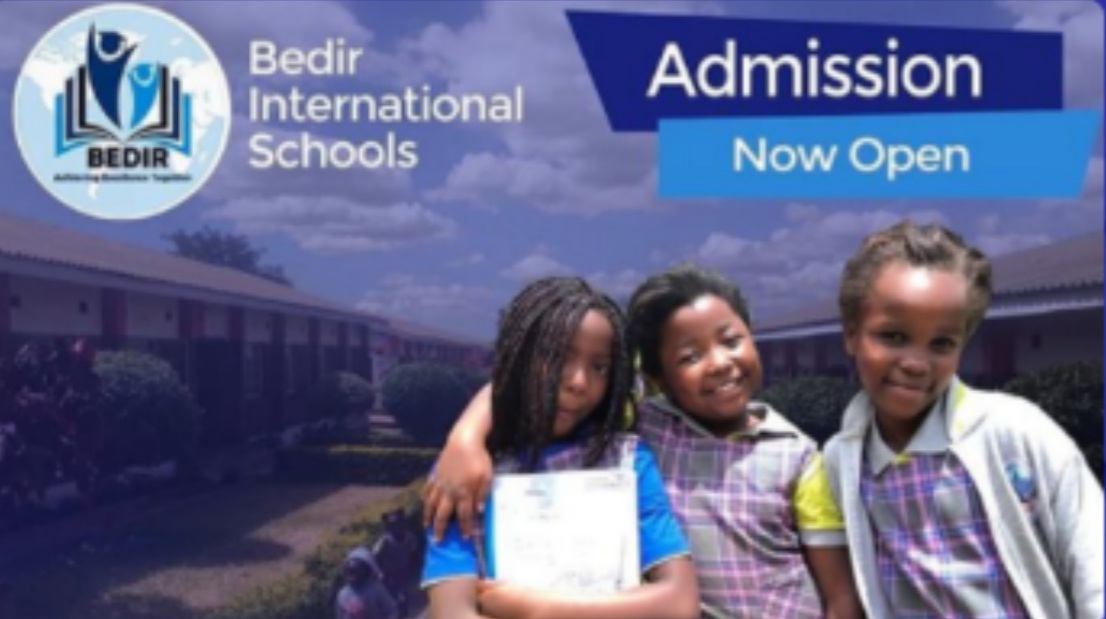 BEDIR
Bedir
International
Schools
Admission
Now Open